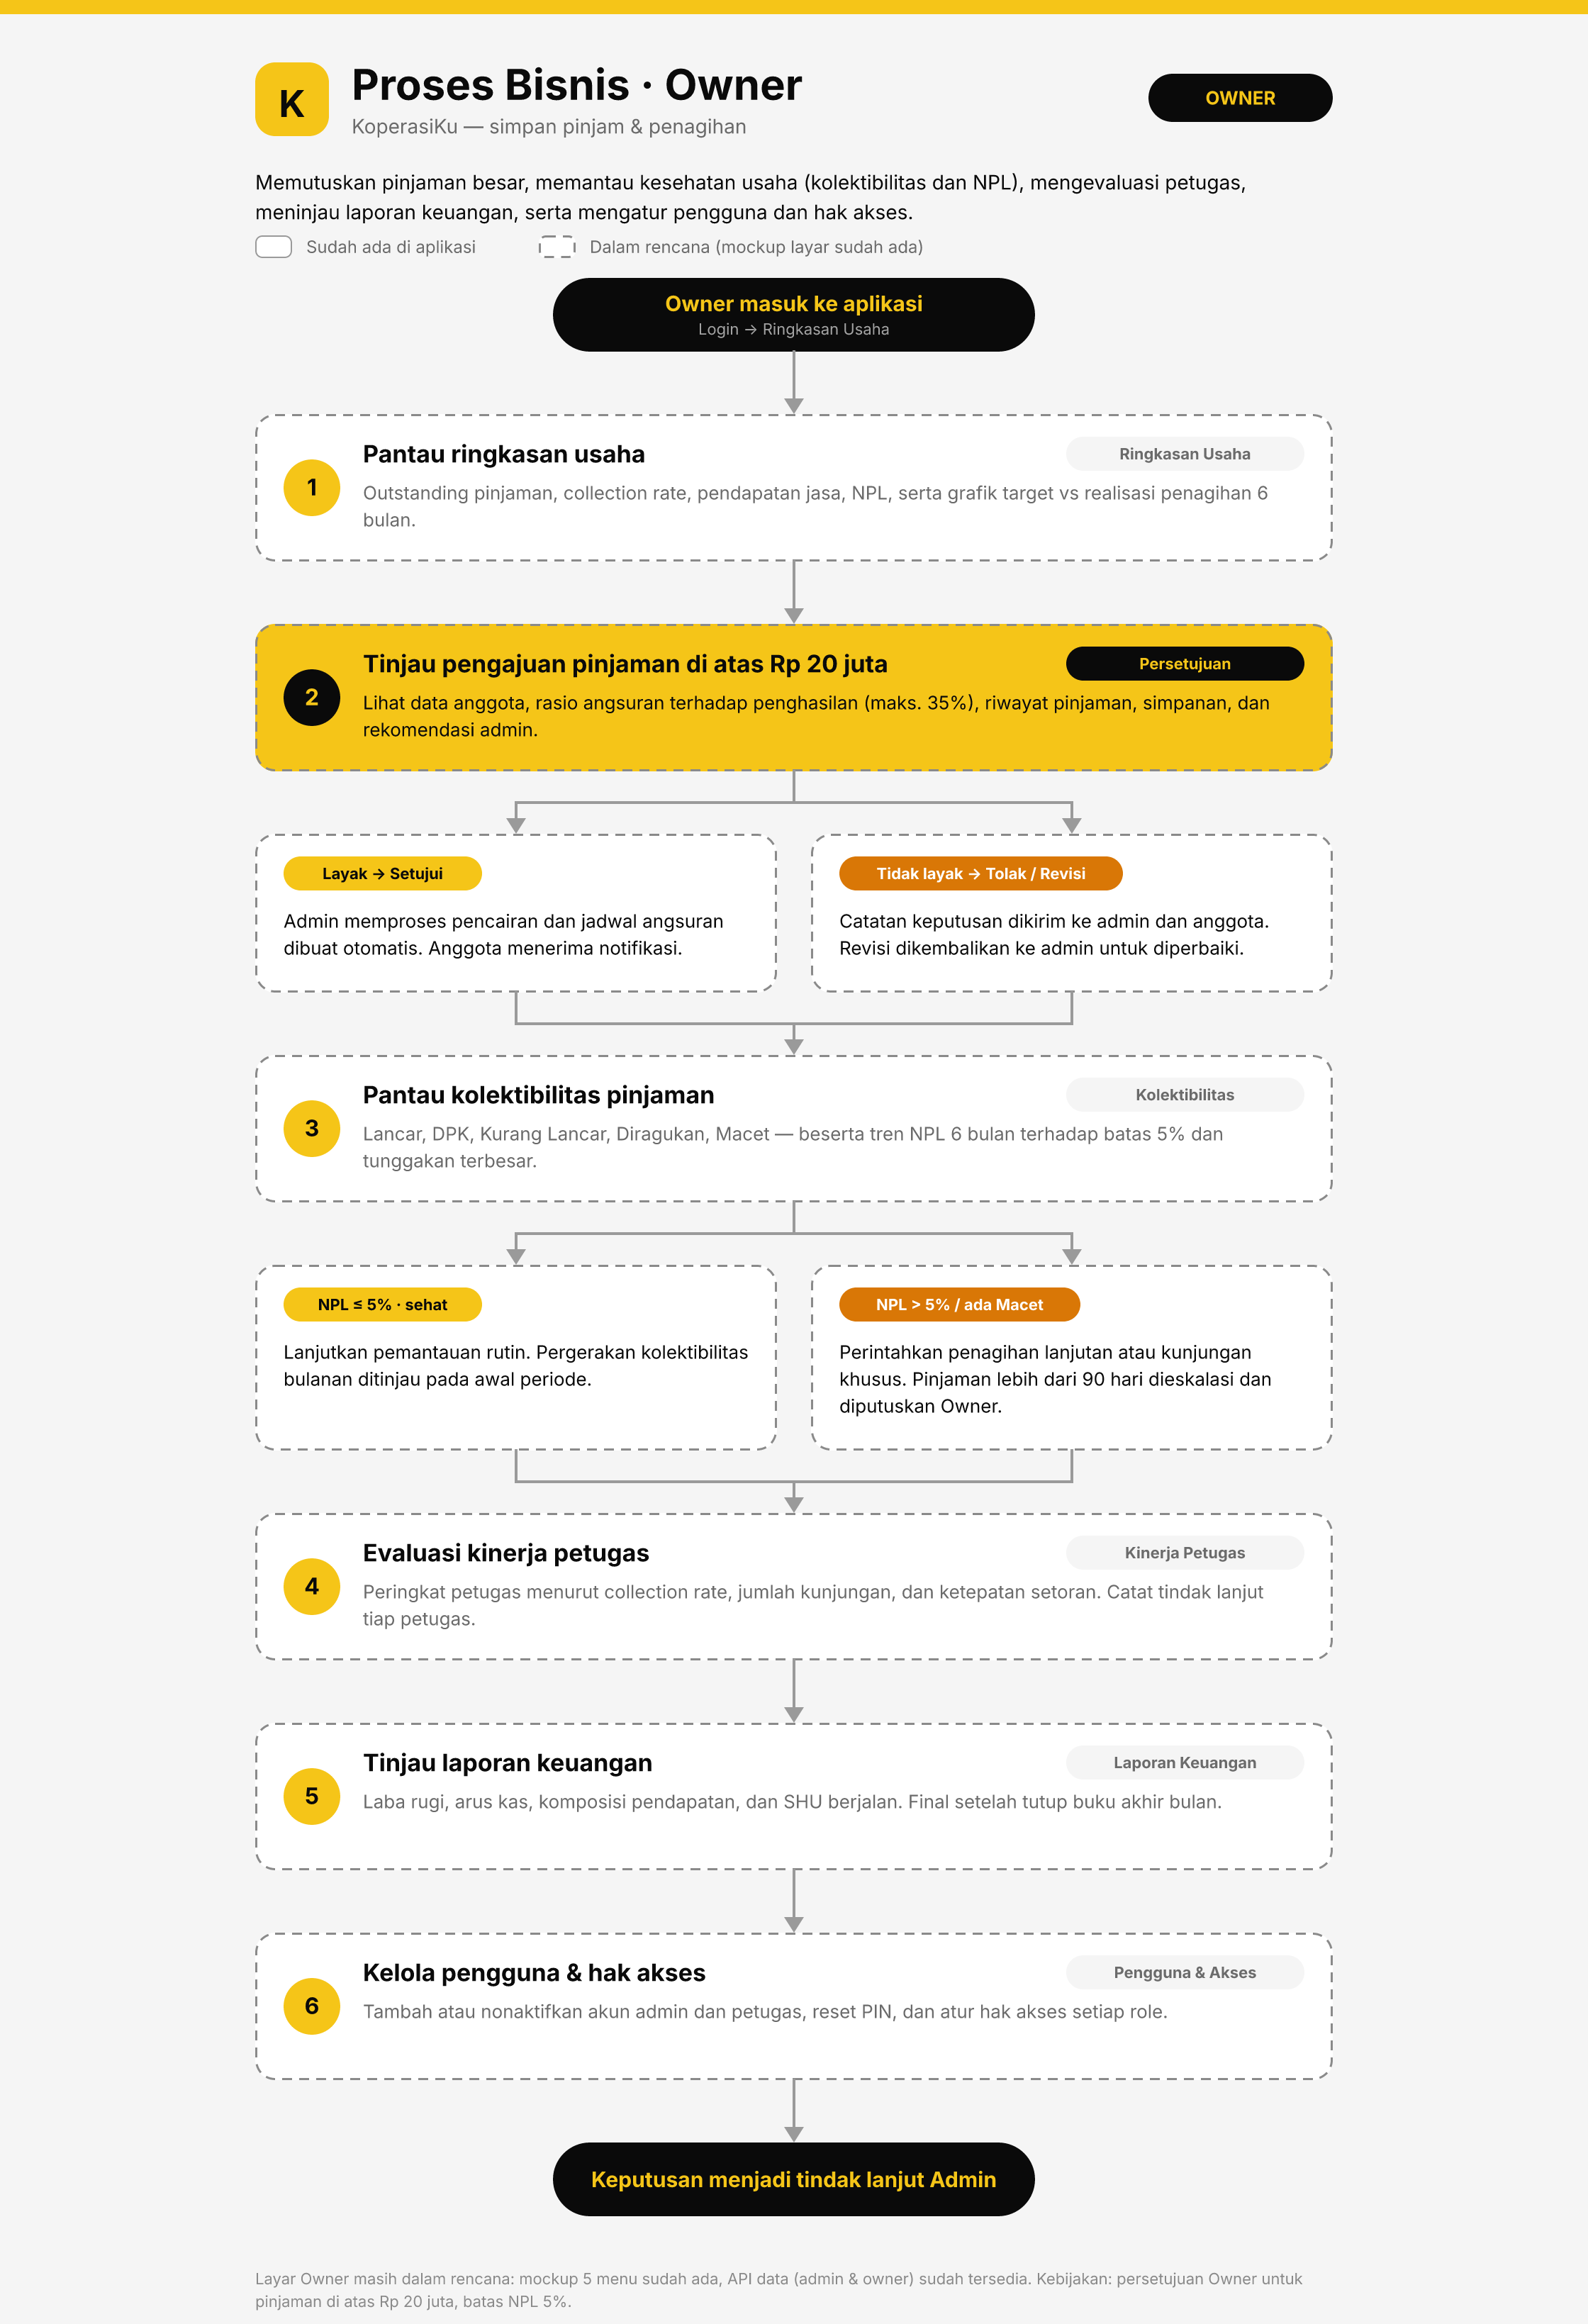 K
Proses Bisnis · Owner
KoperasiKu — simpan pinjam & penagihan
OWNER
Memutuskan pinjaman besar, memantau kesehatan usaha (kolektibilitas dan NPL), mengevaluasi petugas,
meninjau laporan keuangan, serta mengatur pengguna dan hak akses.
Sudah ada di aplikasi
Dalam rencana (mockup layar sudah ada)
Owner masuk ke aplikasi
Login → Ringkasan Usaha
1
Pantau ringkasan usaha
Ringkasan Usaha
Outstanding pinjaman, collection rate, pendapatan jasa, NPL, serta grafik target vs realisasi penagihan 6
bulan.
2
Tinjau pengajuan pinjaman di atas Rp 20 juta
Persetujuan
Lihat data anggota, rasio angsuran terhadap penghasilan (maks. 35%), riwayat pinjaman, simpanan, dan
rekomendasi admin.
Layak → Setujui
Admin memproses pencairan dan jadwal angsuran
dibuat otomatis. Anggota menerima notifikasi.
Tidak layak → Tolak / Revisi
Catatan keputusan dikirim ke admin dan anggota.
Revisi dikembalikan ke admin untuk diperbaiki.
3
Pantau kolektibilitas pinjaman
Kolektibilitas
Lancar, DPK, Kurang Lancar, Diragukan, Macet — beserta tren NPL 6 bulan terhadap batas 5% dan
tunggakan terbesar.
NPL ≤ 5% · sehat
Lanjutkan pemantauan rutin. Pergerakan kolektibilitas
bulanan ditinjau pada awal periode.
NPL > 5% / ada Macet
Perintahkan penagihan lanjutan atau kunjungan
khusus. Pinjaman lebih dari 90 hari dieskalasi dan
diputuskan Owner.
4
Evaluasi kinerja petugas
Kinerja Petugas
Peringkat petugas menurut collection rate, jumlah kunjungan, dan ketepatan setoran. Catat tindak lanjut
tiap petugas.
5
Tinjau laporan keuangan
Laporan Keuangan
Laba rugi, arus kas, komposisi pendapatan, dan SHU berjalan. Final setelah tutup buku akhir bulan.
6
Kelola pengguna & hak akses
Pengguna & Akses
Tambah atau nonaktifkan akun admin dan petugas, reset PIN, dan atur hak akses setiap role.
Keputusan menjadi tindak lanjut Admin
Layar Owner masih dalam rencana: mockup 5 menu sudah ada, API data (admin & owner) sudah tersedia. Kebijakan: persetujuan Owner untuk
pinjaman di atas Rp 20 juta, batas NPL 5%.